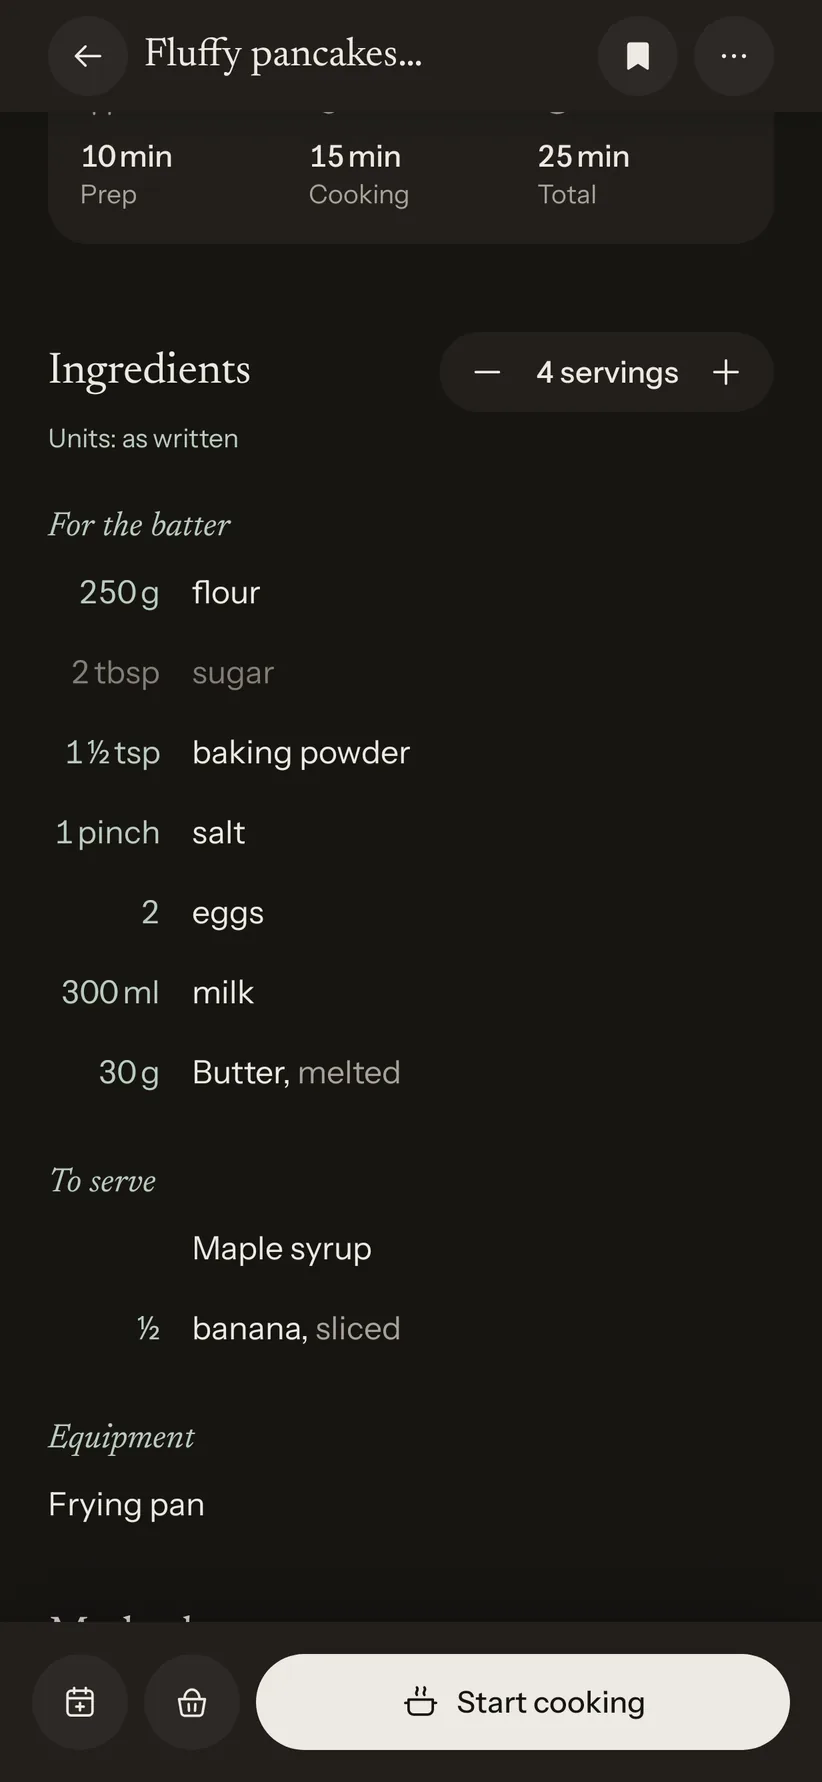 Fluffy pancakes...
10 min
Prep
15 min
Cooking
25 min
Total
Ingredients
4 servings
Units: as written
For the batter
250 g flour
2 tbsp sugar
1 ½ tsp baking powder
1 pinch salt
2 eggs
300 ml milk
30 g Butter, melted
To serve
Maple syrup
½ banana, sliced
Equipment
Frying pan
Start cooking